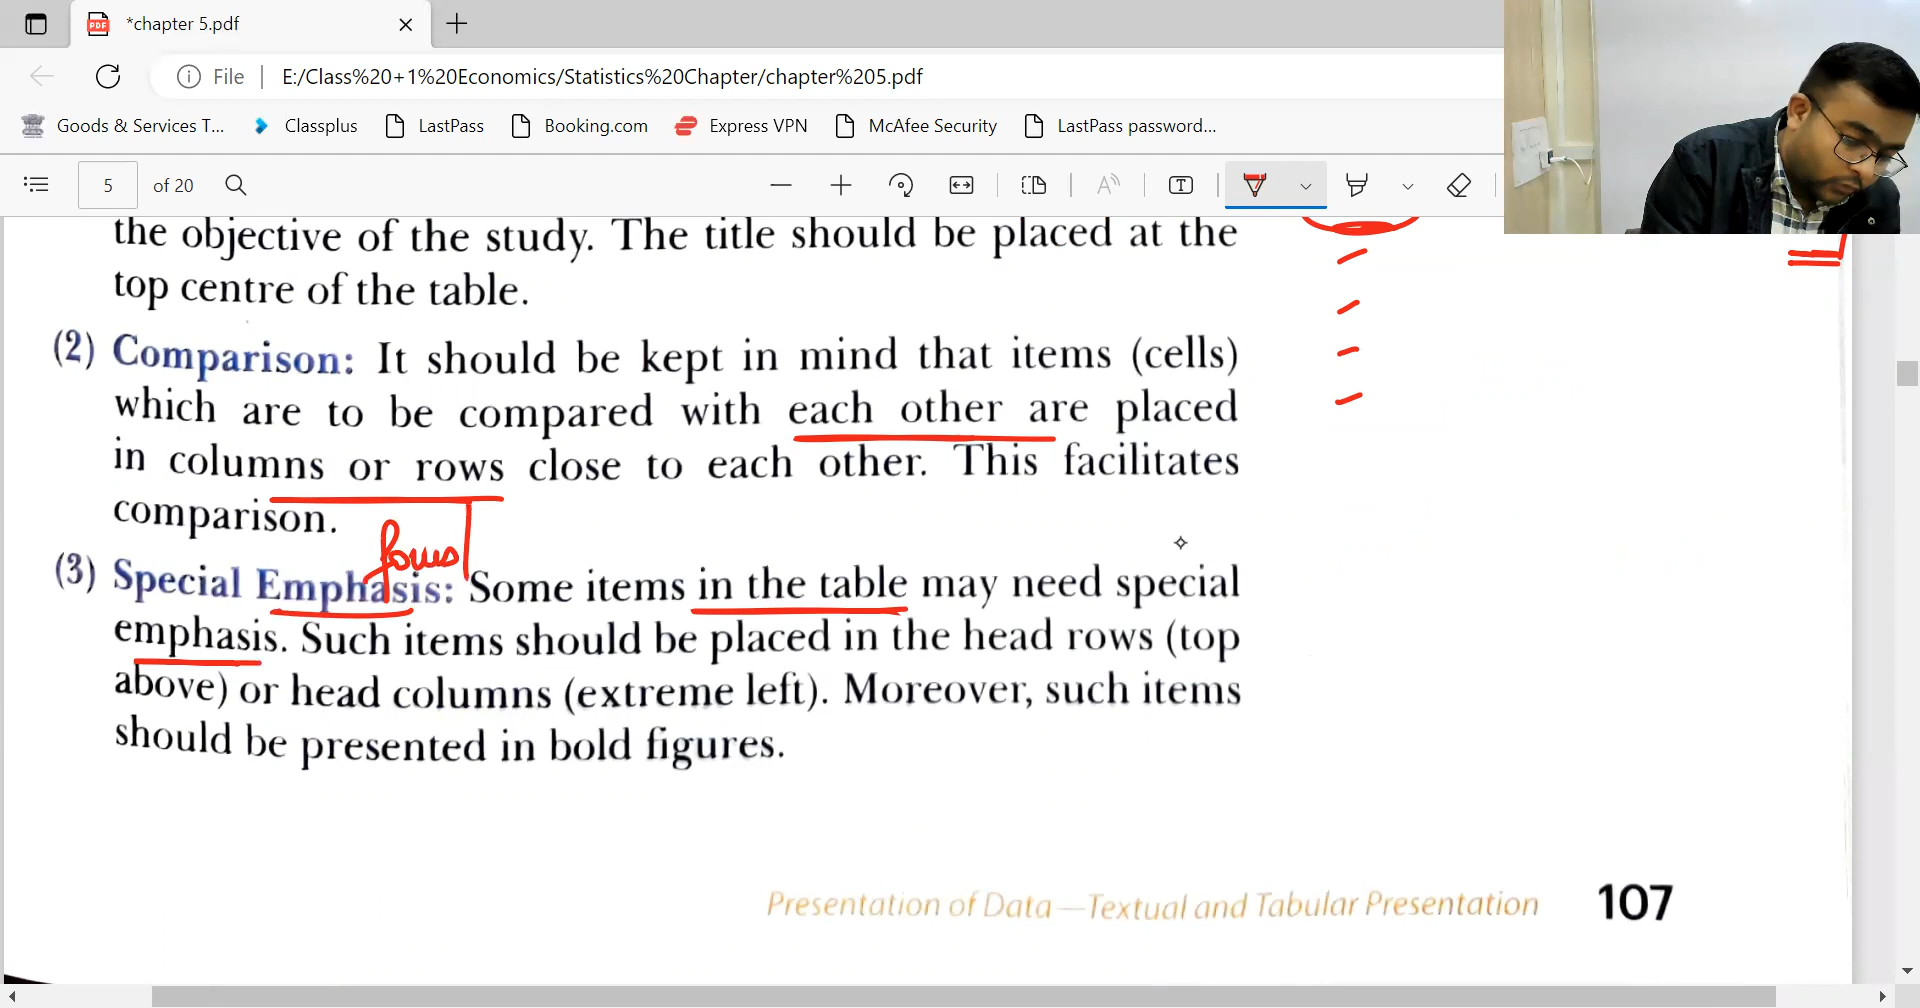 *chapter 5.pdf
File
E:/Class%20+1%20Economics/Statistics%20Chapter/chapter%205.pdf
Goods & Services T... Classplus LastPass Booking.com Express VPN McAfee Security LastPass password...
5 of 20
the objective of the study. The title should be placed at the
top centre of the table.
(2) Comparison: It should be kept in mind that items (cells)
which are to be compared with each other are placed
in columns or rows close to each other. This facilitates
comparison.
(3) Special Emphasis: Some items in the table may need special
emphasis. Such items should be placed in the head rows (top
above) or head columns (extreme left). Moreover, such items
should be presented in bold figures.
Presentation of Data—Textual and Tabular Presentation 107